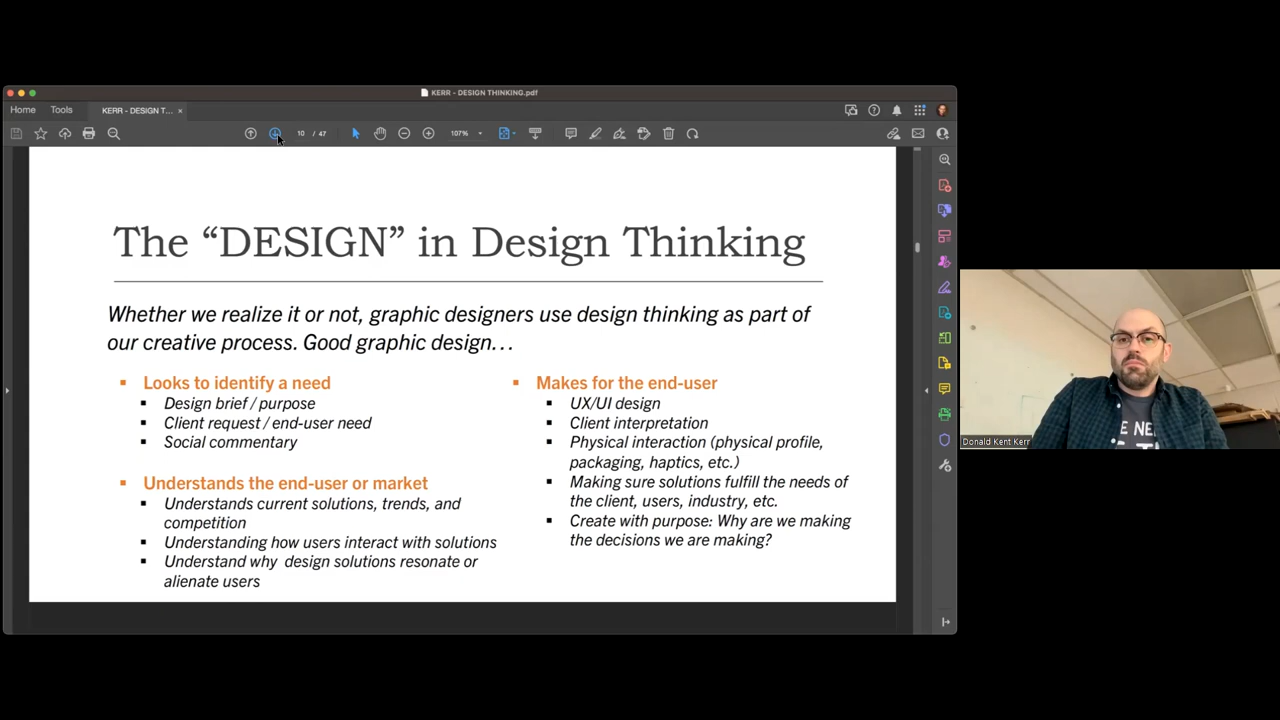 KERR - DESIGN THINKING.pdf
Home
Tools
KERR - DESIGN T...
×
10 / 47
107%
The “DESIGN” in Design Thinking
Whether we realize it or not, graphic designers use design thinking as part of
our creative process. Good graphic design…
Looks to identify a need
Design brief / purpose
Client request / end-user need
Social commentary
Understands the end-user or market
Understands current solutions, trends, and
competition
Understanding how users interact with solutions
Understand why  design solutions resonate or
alienate users
Makes for the end-user
UX/UI design
Client interpretation
Physical interaction (physical profile,
packaging, haptics, etc.)
Making sure solutions fulfill the needs of
the client, users, industry, etc.
Create with purpose: Why are we making
the decisions we are making?
Donald Kent Kerr